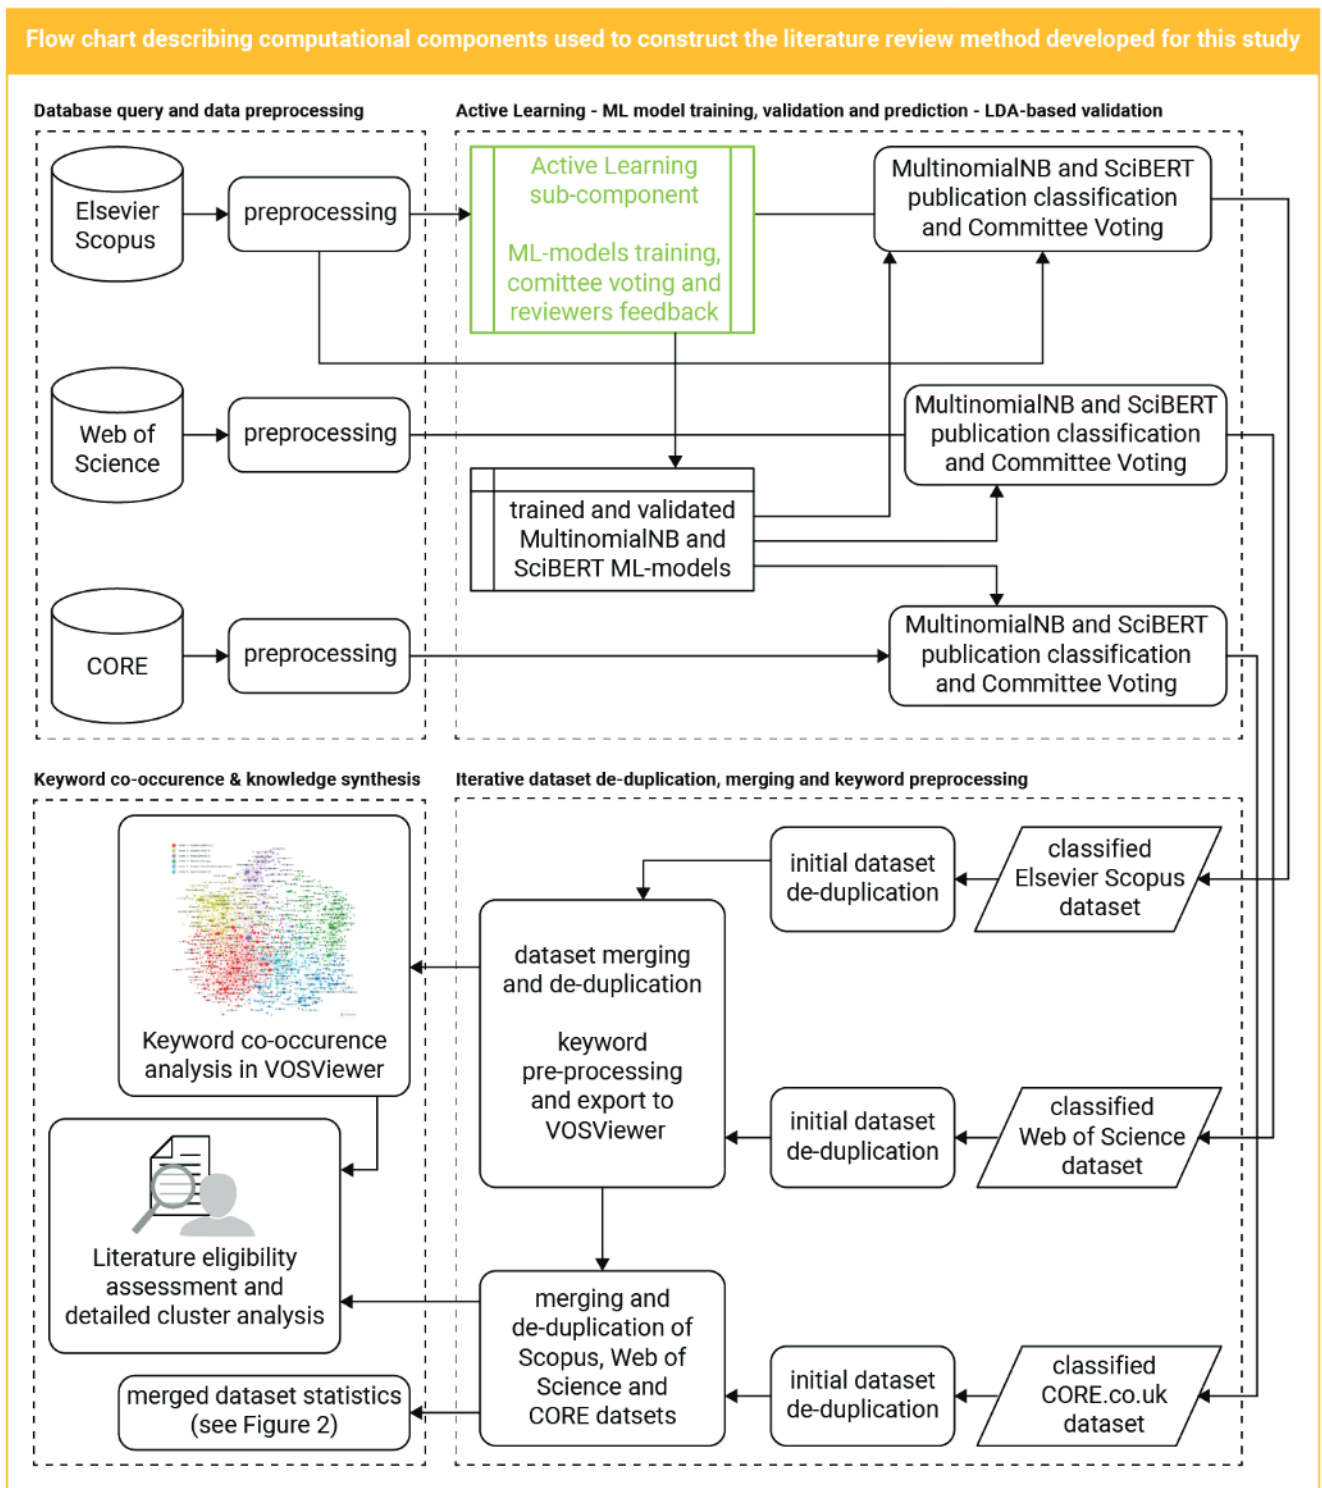 Flow chart describing computational components used to construct the literature review method developed for this study
Database query and data preprocessing
Active Learning - ML model training, validation and prediction - LDA-based validation
Elsevier
Scopus
preprocessing
Active Learning
sub-component
ML-models training,
comittee voting and
reviewers feedback
MultinomialNB and SciBERT
publication classification
and Committee Voting
Web of
Science
preprocessing
MultinomialNB and SciBERT
publication classification
and Committee Voting
trained and validated
MultinomialNB and
SciBERT ML-models
CORE
preprocessing
MultinomialNB and SciBERT
publication classification
and Committee Voting
Keyword co-occurence & knowledge synthesis
Iterative dataset de-duplication, merging and keyword preprocessing
Keyword co-occurence
analysis in VOSViewer
dataset merging
and de-duplication
keyword
pre-processing
and export to
VOSViewer
initial dataset
de-duplication
classified
Elsevier Scopus
dataset
initial dataset
de-duplication
classified
Web of Science
dataset
Literature eligibility
assessment and
detailed cluster analysis
merging and
de-duplication of
Scopus, Web of
Science and
CORE datsets
initial dataset
de-duplication
classified
CORE.co.uk
dataset
merged dataset statistics
(see Figure 2)